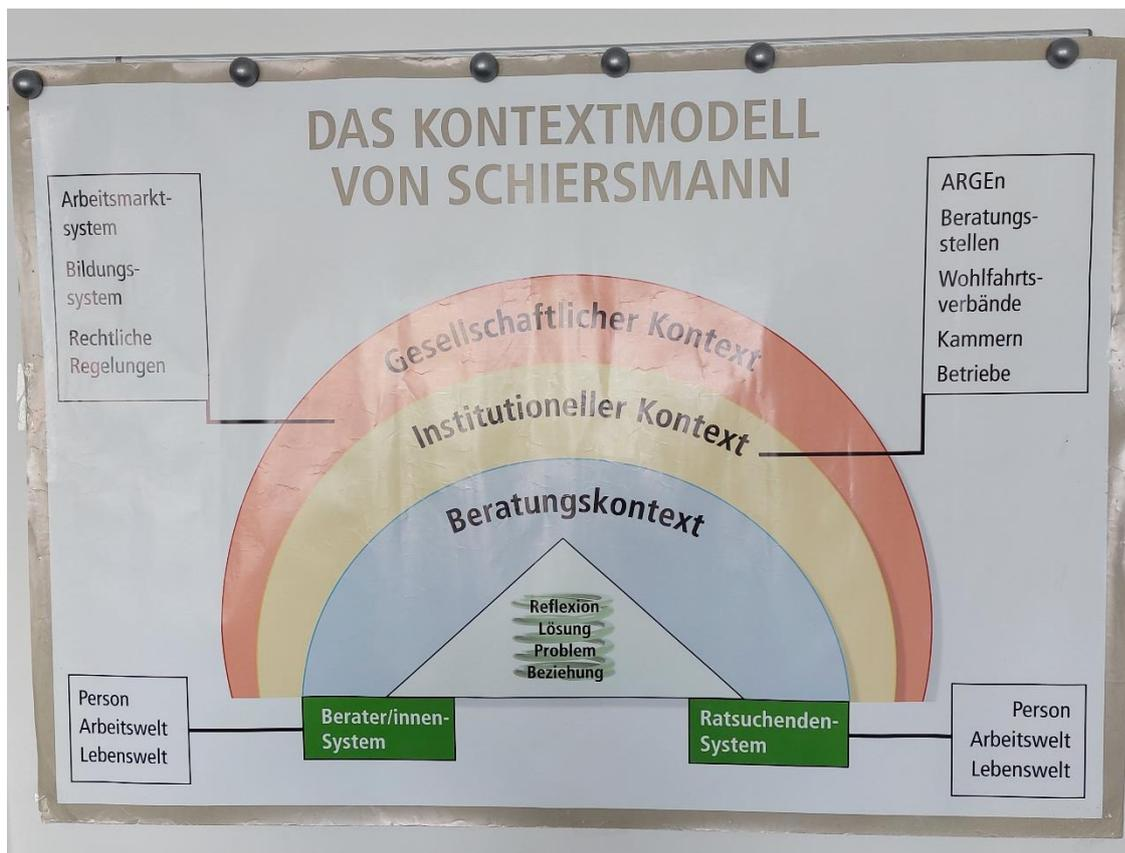 DAS KONTEXTMODELL
VON SCHIERSMANN
Arbeitsmarkt-
system
Bildungs-
system
Rechtliche
Regelungen
ARGEn
Beratungs-
stellen
Wohlfahrts-
verbände
Kammern
Betriebe
Gesellschaftlicher Kontext
Institutioneller Kontext
Beratungskontext
Reflexion
Lösung
Problem
Beziehung
Person
Arbeitswelt
Lebenswelt
Berater/innen-
System
Ratsuchenden-
System
Person
Arbeitswelt
Lebenswelt